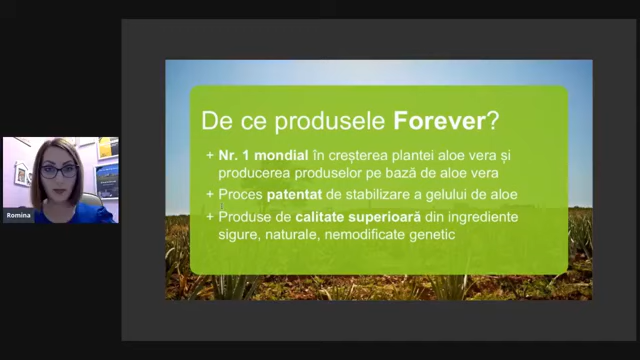 De ce produsele Forever?
+ Nr. 1 mondial în creșterea plantei aloe vera și
producerea produselor pe bază de aloe vera
+ Proces patentat de stabilizare a gelului de aloe
+ Produse de calitate superioară din ingrediente
sigure, naturale, nemodificate genetic
Romina